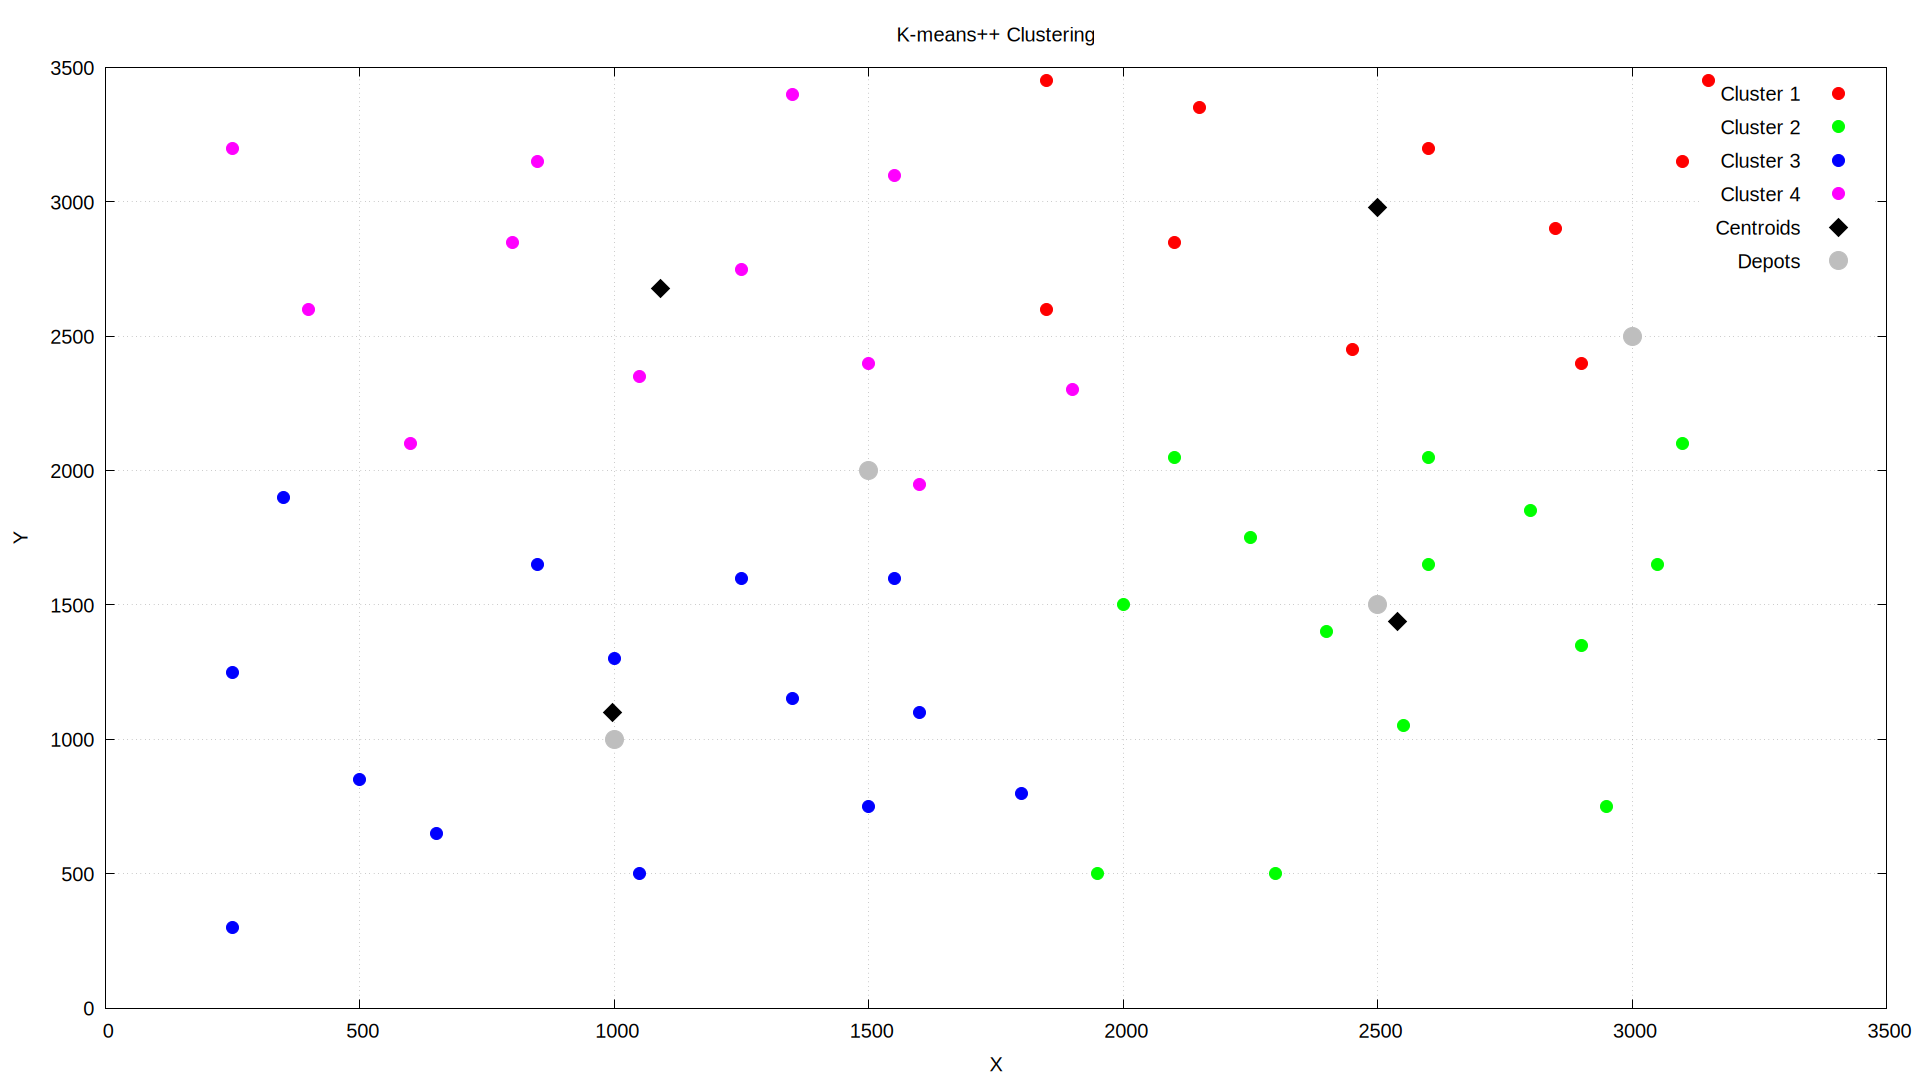 K-means++ Clustering
3500
3000
2500
2000
1500
1000
500
0
Y
Cluster 1
Cluster 2
Cluster 3
Cluster 4
Centroids
Depots
0 500 1000 1500 2000 2500 3000 3500
X